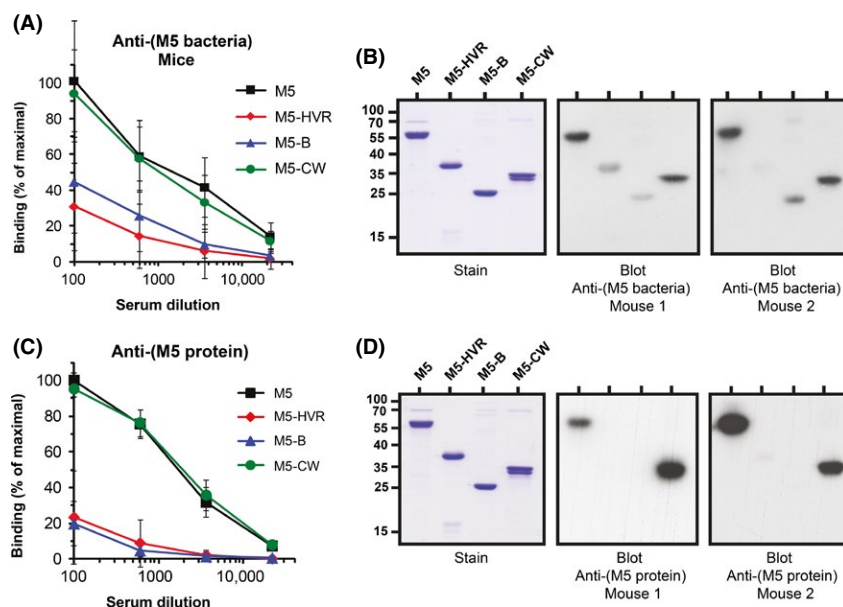 (A)
Anti-(M5 bacteria)
Mice
Binding (% of maximal)
100
80
60
40
20
0
100 1000 10,000
Serum dilution
M5
M5-HVR
M5-B
M5-CW
(B)
M5
M5-HVR
M5-B
M5-CW
100
70
55
35
40
25
15
Stain
Blot
Anti-(M5 bacteria)
Mouse 1
Blot
Anti-(M5 bacteria)
Mouse 2
(C)
Anti-(M5 protein)
Binding (% of maximal)
100
80
60
40
20
0
100 1000 10,000
Serum dilution
M5
M5-HVR
M5-B
M5-CW
(D)
M5
M5-HVR
M5-B
M5-CW
100
70
55
35
25
15
Stain
Blot
Anti-(M5 protein)
Mouse 1
Blot
Anti-(M5 protein)
Mouse 2